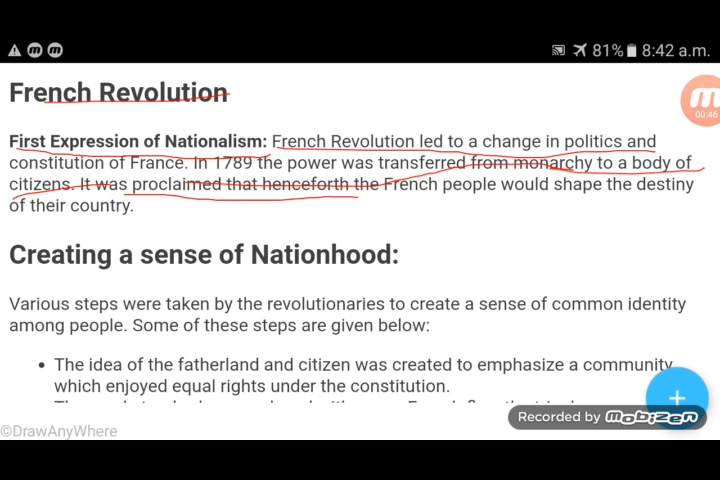 81% 8:42 a.m.
French Revolution
00:46
First Expression of Nationalism: French Revolution led to a change in politics and
constitution of France. In 1789 the power was transferred from monarchy to a body of
citizens. It was proclaimed that henceforth the French people would shape the destiny
of their country.
Creating a sense of Nationhood:
Various steps were taken by the revolutionaries to create a sense of common identity
among people. Some of these steps are given below:
• The idea of the fatherland and citizen was created to emphasize a community
which enjoyed equal rights under the constitution.
Recorded by mobizen
©DrawAnyWhere